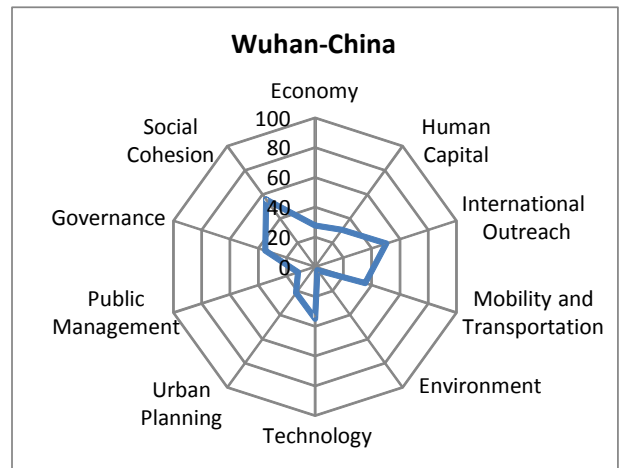 Wuhan-China
Economy
Human
Capital
International
Outreach
Mobility and
Transportation
Environment
Technology
Urban
Planning
Public
Management
Governance
Social
Cohesion
100
80
60
40
20
0